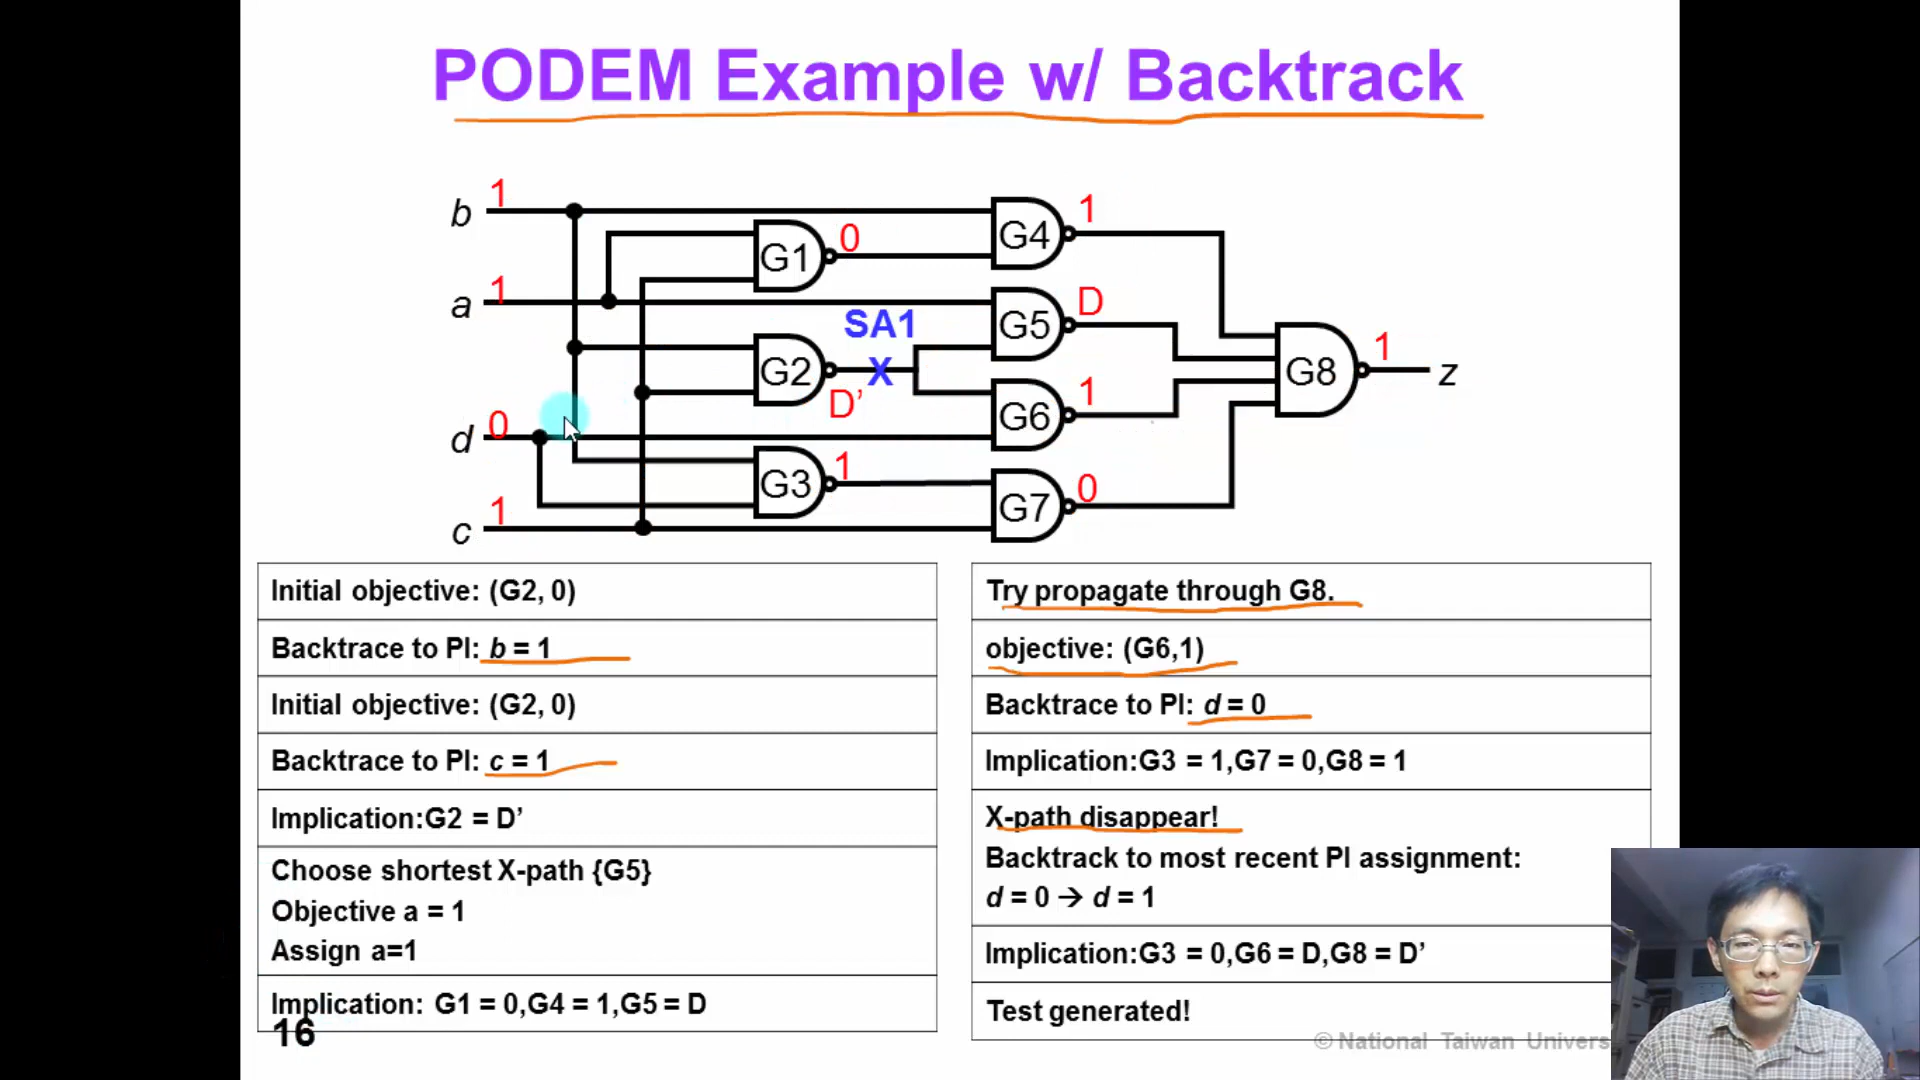 PODEM Example w/ Backtrack
b 1
G1 0
G4 1
a 1
SA1
G5 D
G2 X
D’
G6 1
G8 1 z
d 0
G3 1
G7 0
c 1
Initial objective: (G2, 0)
Backtrace to PI: b = 1
Initial objective: (G2, 0)
Backtrace to PI: c = 1
Implication:G2 = D’
Choose shortest X-path {G5}
Objective a = 1
Assign a=1
Implication: G1 = 0,G4 = 1,G5 = D
Try propagate through G8.
objective: (G6,1)
Backtrace to PI: d = 0
Implication:G3 = 1,G7 = 0,G8 = 1
X-path disappear!
Backtrack to most recent PI assignment:
d = 0 → d = 1
Implication:G3 = 0,G6 = D,G8 = D’
Test generated!
16
© National Taiwan Univers